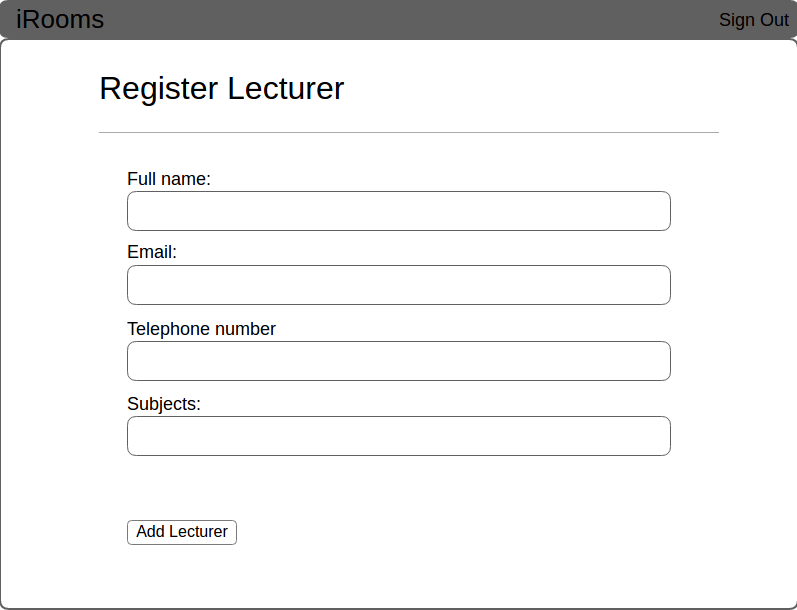 iRooms
Sign Out
Register Lecturer
Full name:
Email:
Telephone number
Subjects:
Add Lecturer